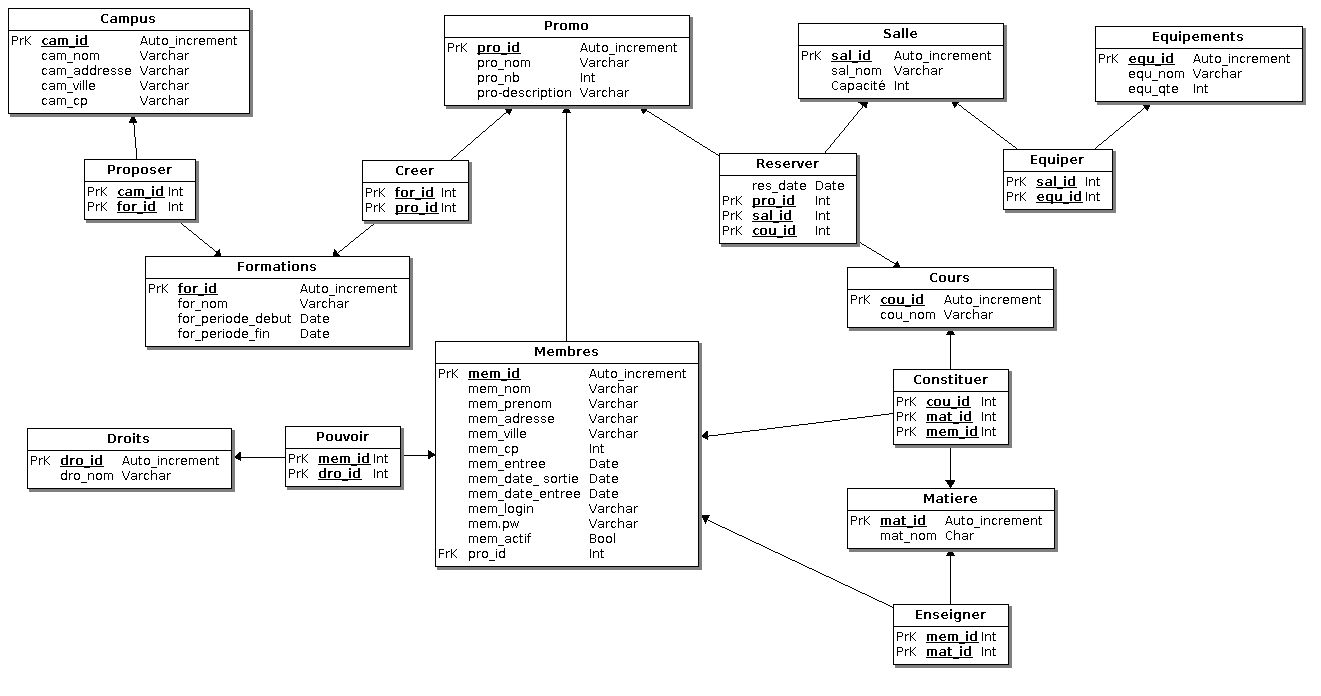 Campus
PrK cam_id Auto_increment
cam_nom Varchar
cam_addresse Varchar
cam_ville Varchar
cam_cp Varchar
Promo
PrK pro_id Auto_increment
pro_nom Varchar
pro_nb Int
pro-description Varchar
Salle
PrK sal_id Auto_increment
sal_nom Varchar
Capacité Int
Equipements
PrK equ_id Auto_increment
equ_nom Varchar
equ_qte Int
Proposer
PrK cam_id Int
PrK for_id Int
Creer
PrK for_id Int
PrK pro_id Int
Reserver
res_date Date
PrK pro_id Int
PrK sal_id Int
PrK cou_id Int
Equiper
PrK sal_id Int
PrK equ_id Int
Formations
PrK for_id Auto_increment
for_nom Varchar
for_periode_debut Date
for_periode_fin Date
Cours
PrK cou_id Auto_increment
cou_nom Varchar
Membres
PrK mem_id Auto_increment
mem_nom Varchar
mem_prenom Varchar
mem_adresse Varchar
mem_ville Varchar
mem_cp Int
mem_entree Date
mem_date_ sortie Date
mem_date_entree Date
mem_login Varchar
mem.pw Varchar
mem_actif Bool
FrK pro_id Int
Constituer
PrK cou_id Int
PrK mat_id Int
PrK mem_id Int
Droits
PrK dro_id Auto_increment
dro_nom Varchar
Pouvoir
PrK mem_id Int
PrK dro_id Int
Matiere
PrK mat_id Auto_increment
mat_nom Char
Enseigner
PrK mem_id Int
PrK mat_id Int